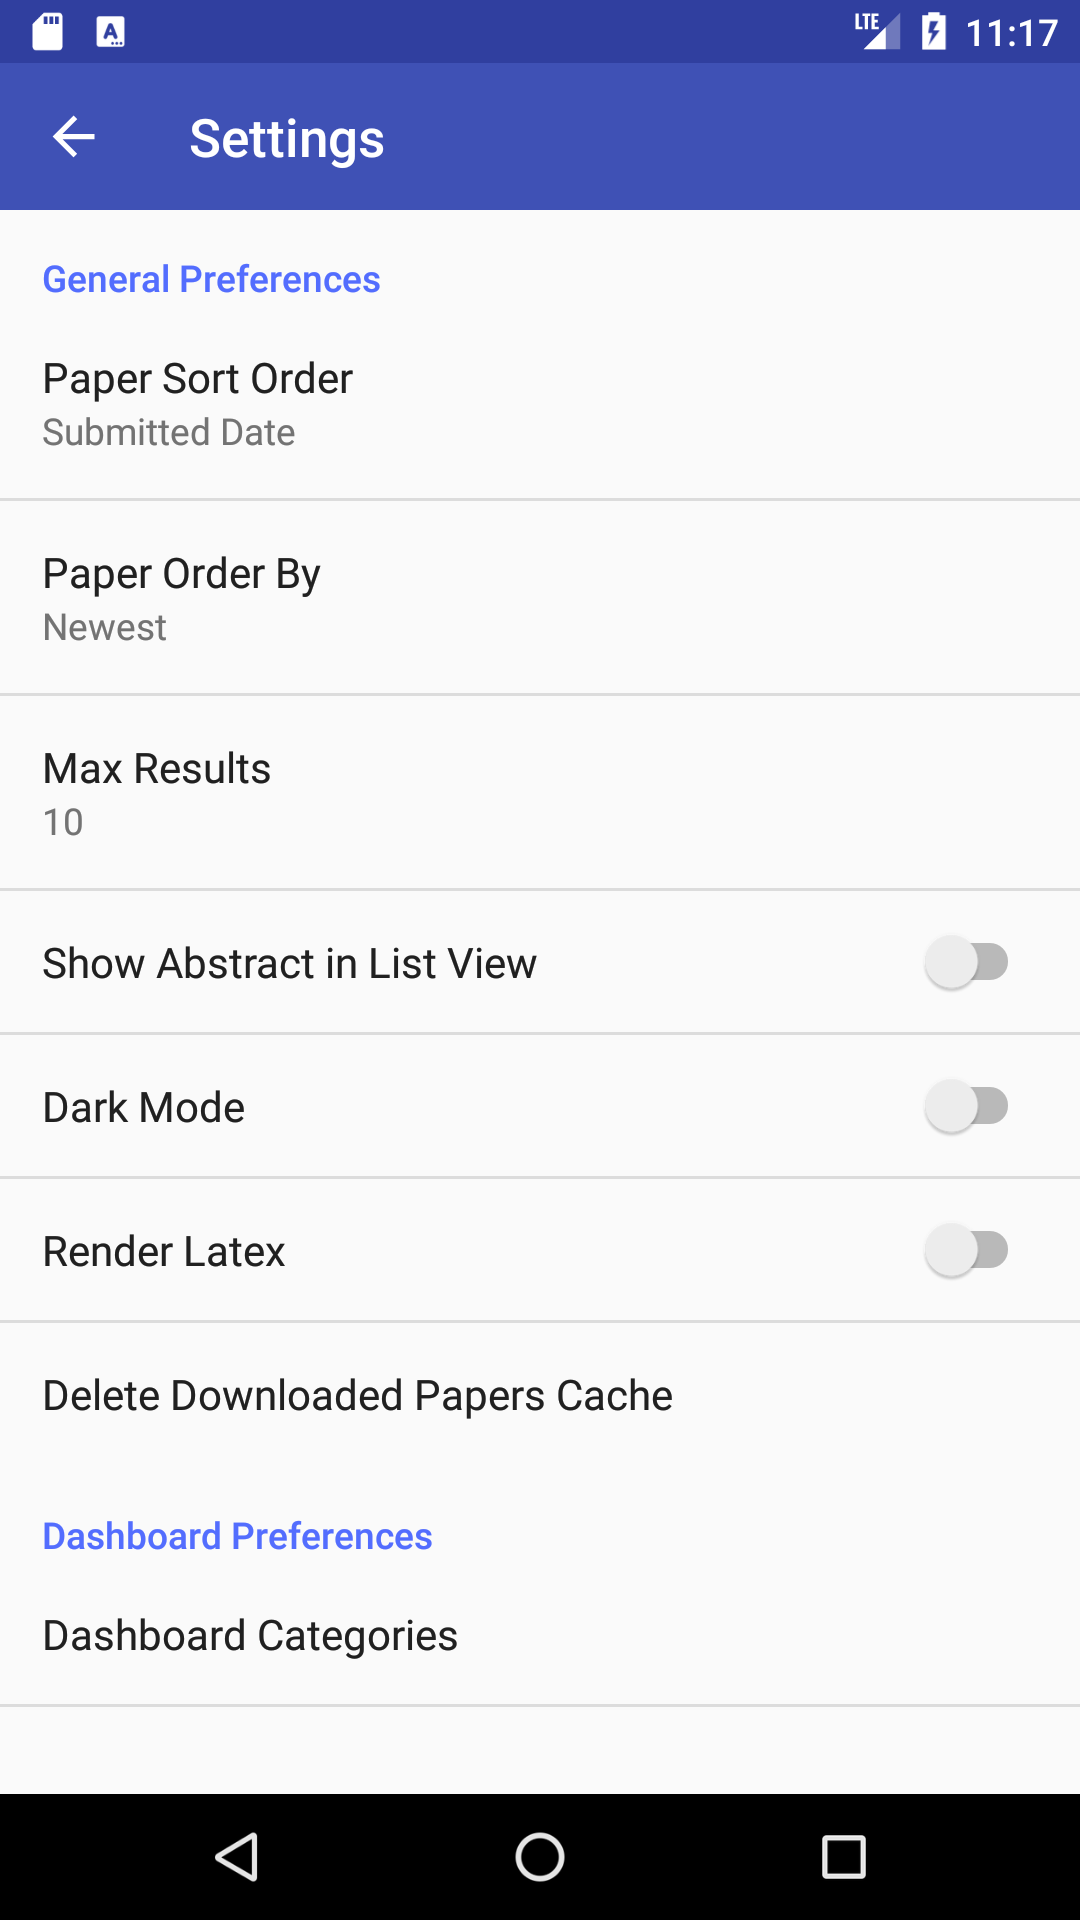 LTE 11:17
Settings
General Preferences
Paper Sort Order
Submitted Date
Paper Order By
Newest
Max Results
10
Show Abstract in List View
Dark Mode
Render Latex
Delete Downloaded Papers Cache
Dashboard Preferences
Dashboard Categories